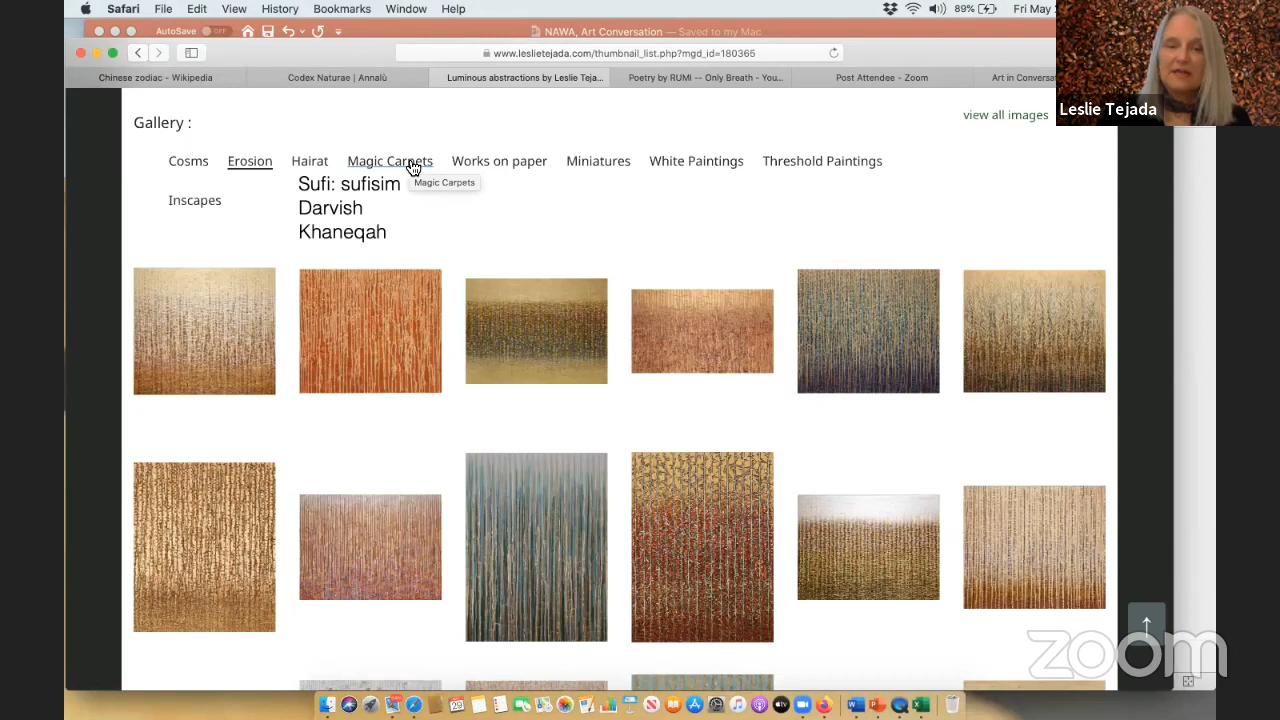 Safari File Edit View History Bookmarks Window Help 89% Fri May
AutoSave OFF NAWA, Art Conversation — Saved to my Mac
www.leslietejada.com/thumbnail_list.php?mgd_id=180365
Chinese zodiac - Wikipedia Codex Naturae | Annalù Luminous abstractions by Leslie Teja... Poetry by RUMI -- Only Breath - You... Post Attendee - Zoom Art in Conversa
Leslie Tejada
Gallery : view all images
Cosms Erosion Hairat Magic Carpets Works on paper Miniatures White Paintings Threshold Paintings
Sufi: sufisim Magic Carpets
Inscapes
Darvish
Khaneqah
zoom